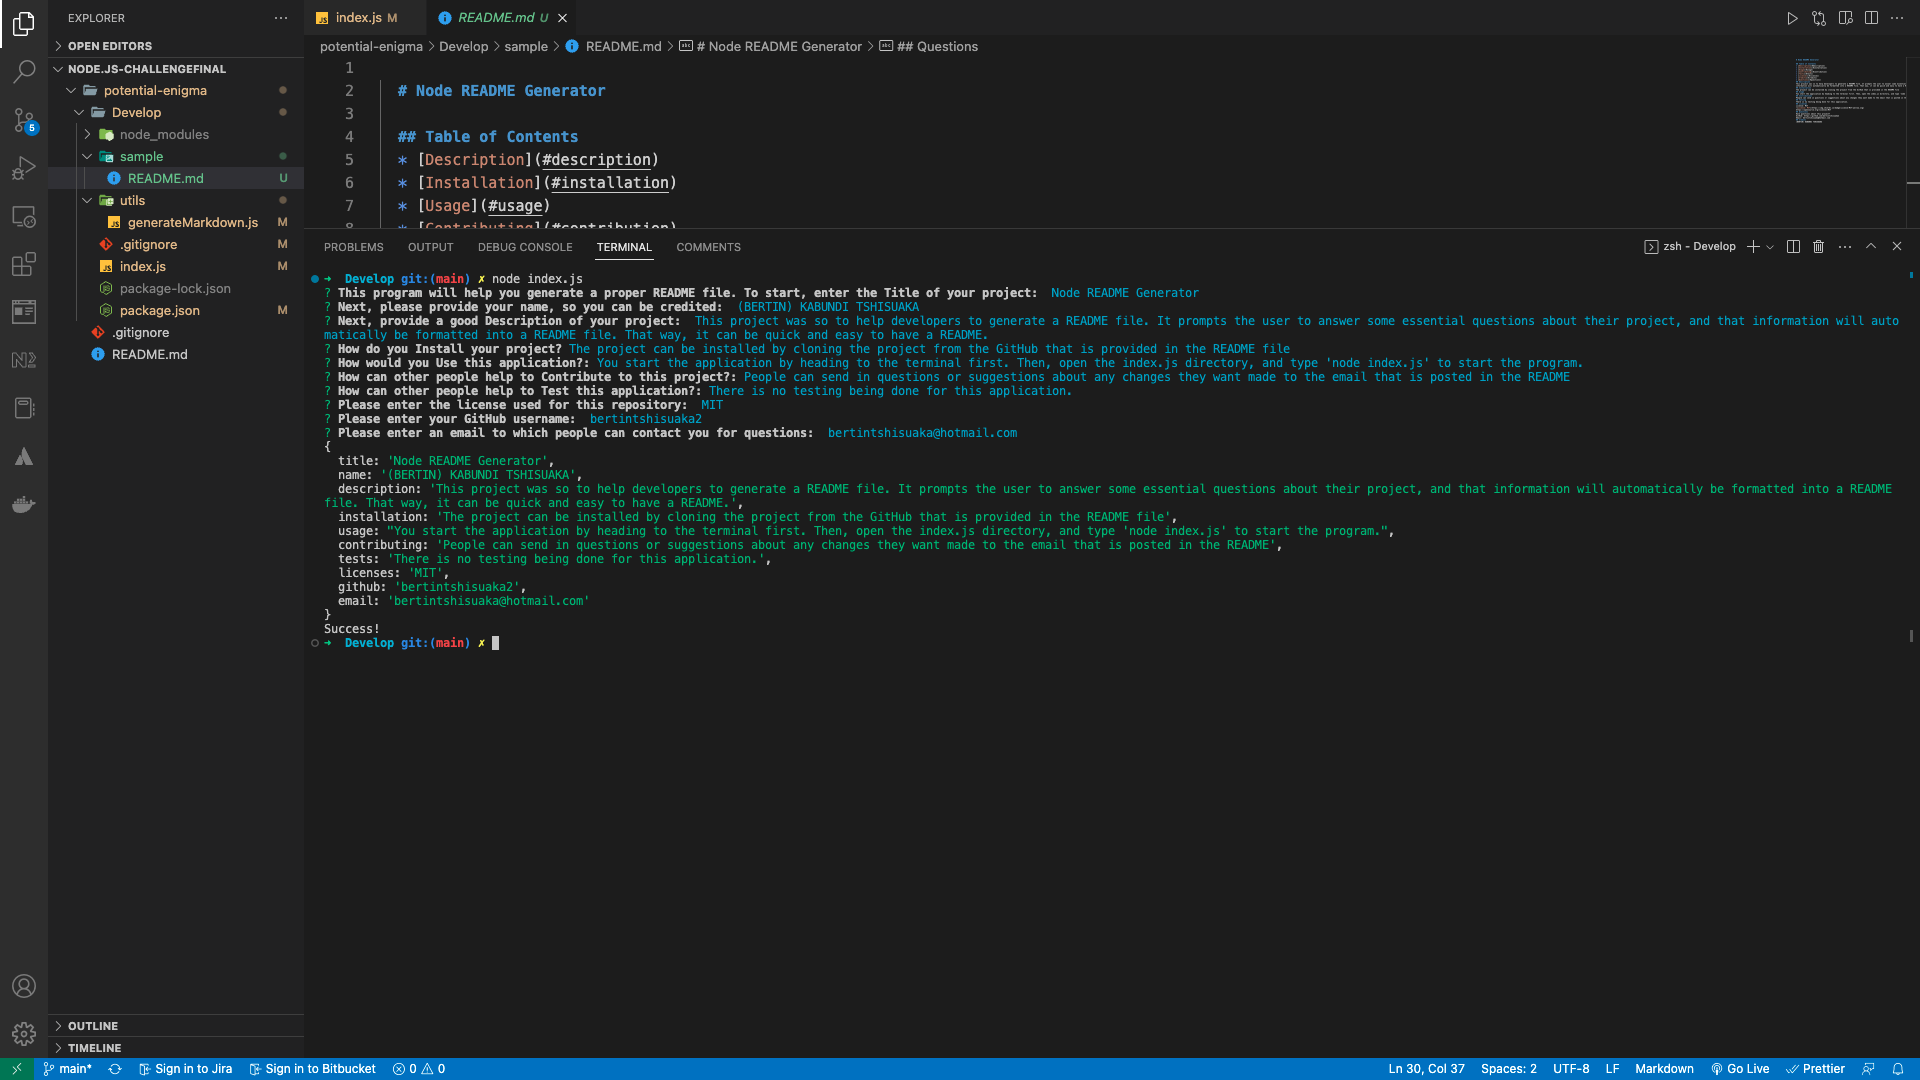 EXPLORER
OPEN EDITORS
NODE.JS-CHALLENGEFINAL
potential-enigma
Develop
node_modules
sample
README.md U
utils
generateMarkdown.js M
.gitignore M
index.js M
package-lock.json
package.json M
.gitignore
README.md
OUTLINE
TIMELINE
5
index.js M
README.md U
potential-enigma > Develop > sample > README.md > # Node README Generator > ## Questions
1
2 # Node README Generator
3
4 ## Table of Contents
5 * [Description](#description)
6 * [Installation](#installation)
7 * [Usage](#usage)
8 * [Contributing](#contribution)
PROBLEMS OUTPUT DEBUG CONSOLE TERMINAL COMMENTS
zsh - Develop
➜ Develop git:(main) ✗ node index.js
? This program will help you generate a proper README file. To start, enter the Title of your project: Node README Generator
? Next, please provide your name, so you can be credited: (BERTIN) KABUNDI TSHISUAKA
? Next, provide a good Description of your project: This project was so to help developers to generate a README file. It prompts the user to answer some essential questions about their project, and that information will auto
matically be formatted into a README file. That way, it can be quick and easy to have a README.
? How do you Install your project? The project can be installed by cloning the project from the GitHub that is provided in the README file
? How would you Use this application?: You start the application by heading to the terminal first. Then, open the index.js directory, and type 'node index.js' to start the program.
? How can other people help to Contribute to this project?: People can send in questions or suggestions about any changes they want made to the email that is posted in the README
? How can other people help to Test this application?: There is no testing being done for this application.
? Please enter the license used for this repository: MIT
? Please enter your GitHub username: bertintshisuaka2
? Please enter an email to which people can contact you for questions: bertintshisuaka@hotmail.com
{
title: 'Node README Generator',
name: '(BERTIN) KABUNDI TSHISUAKA',
description: 'This project was so to help developers to generate a README file. It prompts the user to answer some essential questions about their project, and that information will automatically be formatted into a README
file. That way, it can be quick and easy to have a README.',
installation: 'The project can be installed by cloning the project from the GitHub that is provided in the README file',
usage: "You start the application by heading to the terminal first. Then, open the index.js directory, and type 'node index.js' to start the program.",
contributing: 'People can send in questions or suggestions about any changes they want made to the email that is posted in the README',
tests: 'There is no testing being done for this application.',
licenses: 'MIT',
github: 'bertintshisuaka2',
email: 'bertintshisuaka@hotmail.com'
}
Success!
➜ Develop git:(main) ✗
main* Sign in to Jira Sign in to Bitbucket 0 0
Ln 30, Col 37 Spaces: 2 UTF-8 LF Markdown Go Live Prettier